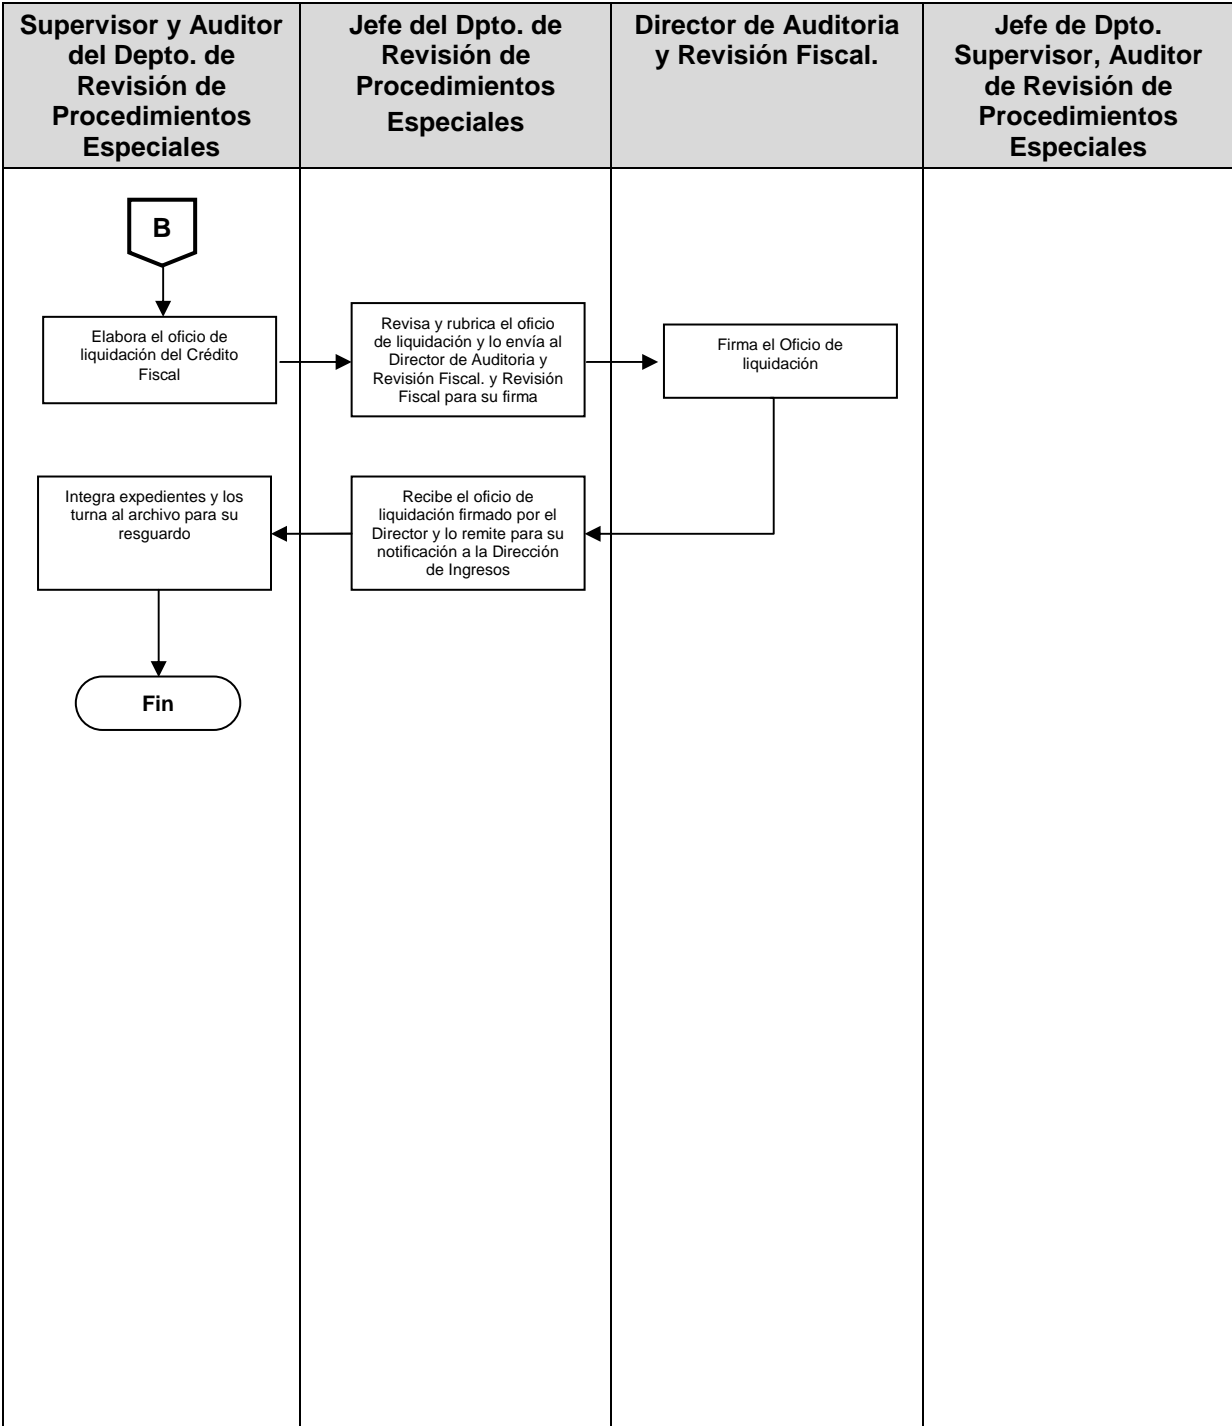 Supervisor y Auditor
del Depto. de
Revisión de
Procedimientos
Especiales
Jefe del Dpto. de
Revisión de
Procedimientos
Especiales
Director de Auditoria
y Revisión Fiscal.
Jefe de Dpto.
Supervisor, Auditor
de Revisión de
Procedimientos
Especiales
B
Elabora el oficio de
liquidación del Crédito
Fiscal
Revisa y rubrica el oficio
de liquidación y lo envía al
Director de Auditoria y
Revisión Fiscal. y Revisión
Fiscal para su firma
Firma el Oficio de
liquidación
Integra expedientes y los
turna al archivo para su
resguardo
Recibe el oficio de
liquidación firmado por el
Director y lo remite para su
notificación a la Dirección
de Ingresos
Fin